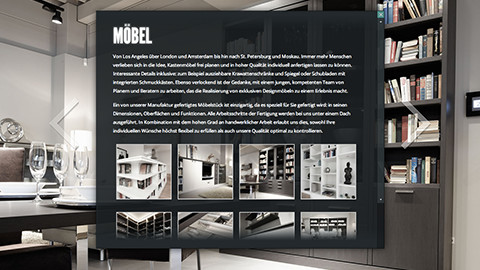 MÖBEL
Von Los Angeles über London und Amsterdam bis hin nach St. Petersburg und Moskau. Immer mehr Menschen
verlieben sich in die Idee, Kastenmöbel frei planen und in hoher Qualität individuell anfertigen lassen zu können.
Interessante Details inklusive: zum Beispiel ausziehbare Krawattenschränke und Spiegel oder Schubladen mit
integrierten Schmuckkästen. Ebenso verlockend ist der Gedanke, mit einem jungen, kompetenten Team von
Planern und Beratern zu arbeiten, das die Realisierung von exklusiven Designmöbeln zu einem Erlebnis macht.
Ein von unserer Manufaktur gefertigtes Möbelstück ist einzigartig, da es speziell für Sie gefertigt wird: in seinen
Dimensionen, Oberflächen und Funktionen. Alle Arbeitsschritte der Fertigung werden bei uns unter einem Dach
ausgeführt. In Kombination mit dem hohen Grad an handwerklicher Arbeit erlaubt uns dies, sowohl Ihre
individuellen Wünsche höchst flexibel zu erfüllen als auch unsere Qualität optimal zu kontrollieren.